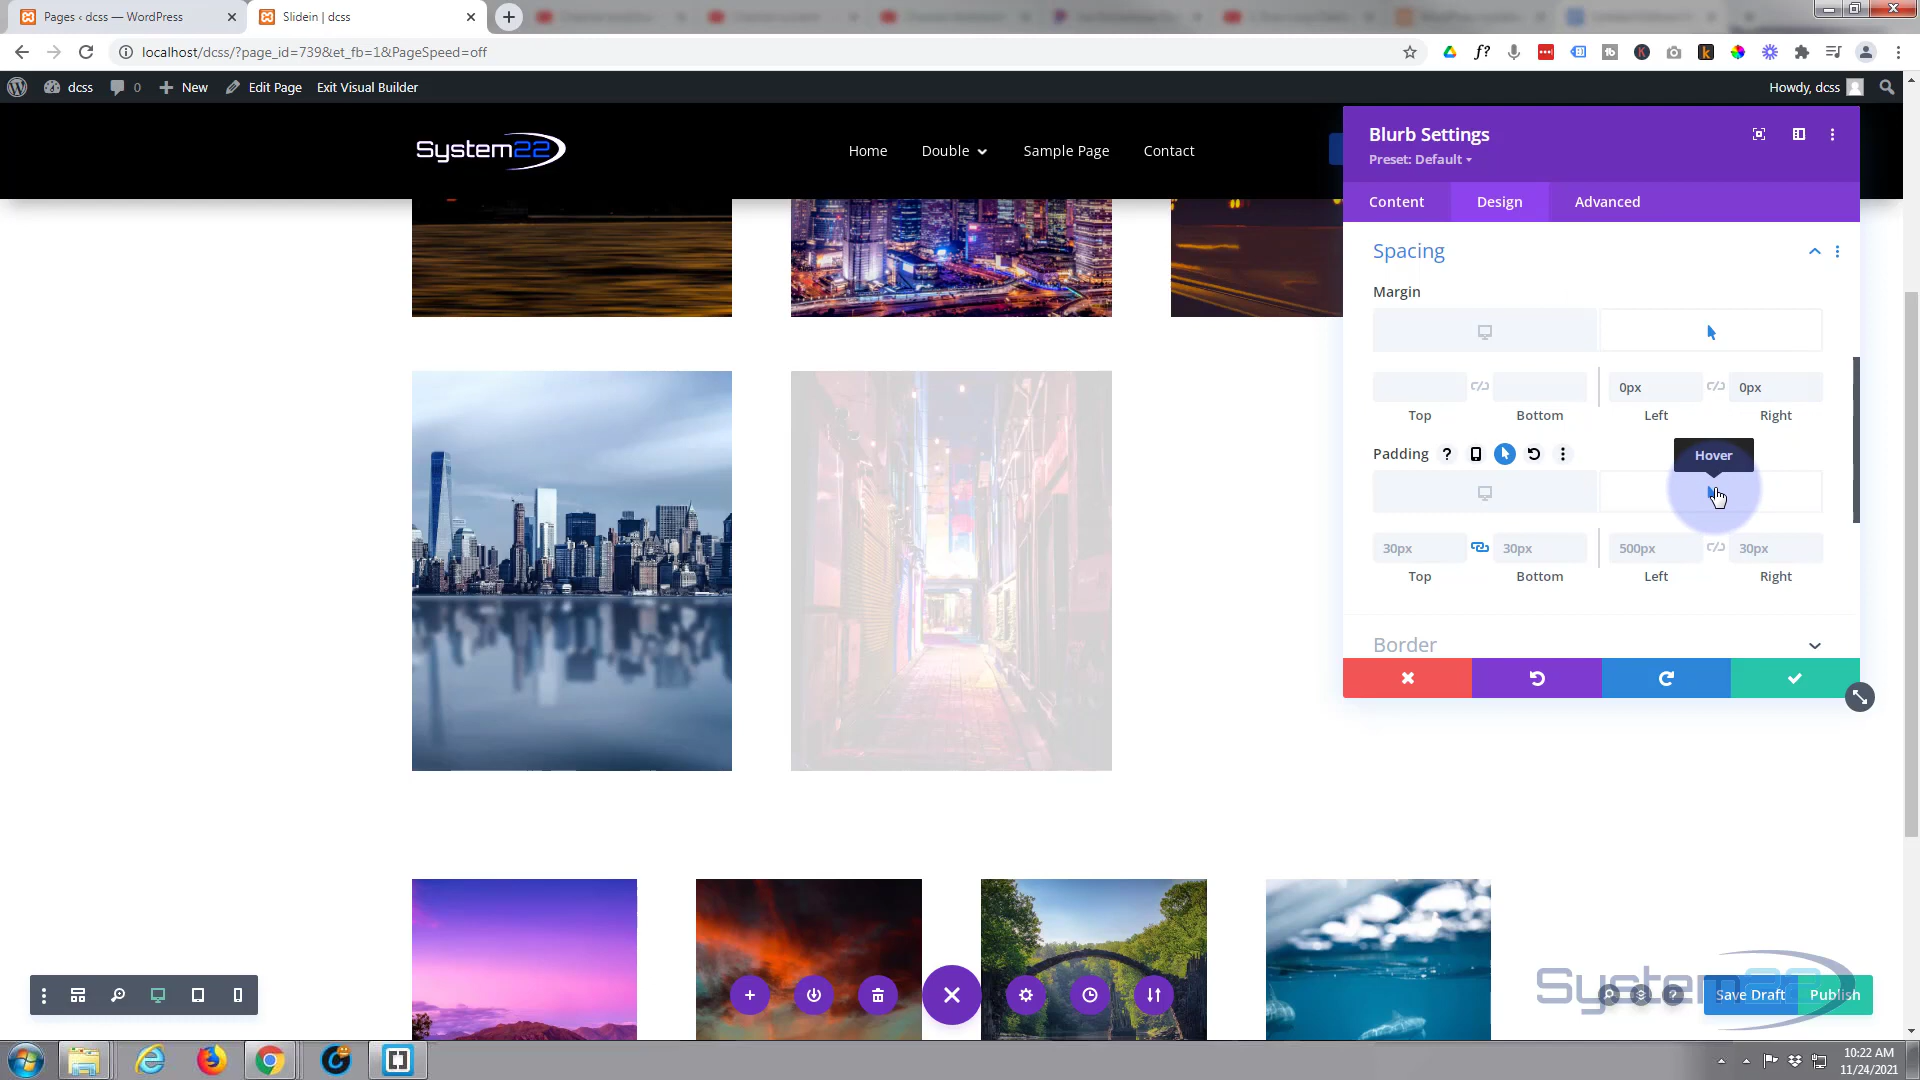 Pages ‹ dcss — WordPress
Slidein | dcss
localhost/dcss/?page_id=739&et_fb=1&PageSpeed=off
dcss
0
New
Edit Page
Exit Visual Builder
Howdy, dcss
System22
Home
Double
Sample Page
Contact
Blurb Settings
Preset: Default
Content
Design
Advanced
Spacing
Margin
0px
0px
Top
Bottom
Left
Right
Padding
Hover
30px
30px
500px
30px
Top
Bottom
Left
Right
Border
System22
Save Draft
Publish
10:22 AM
11/24/2021